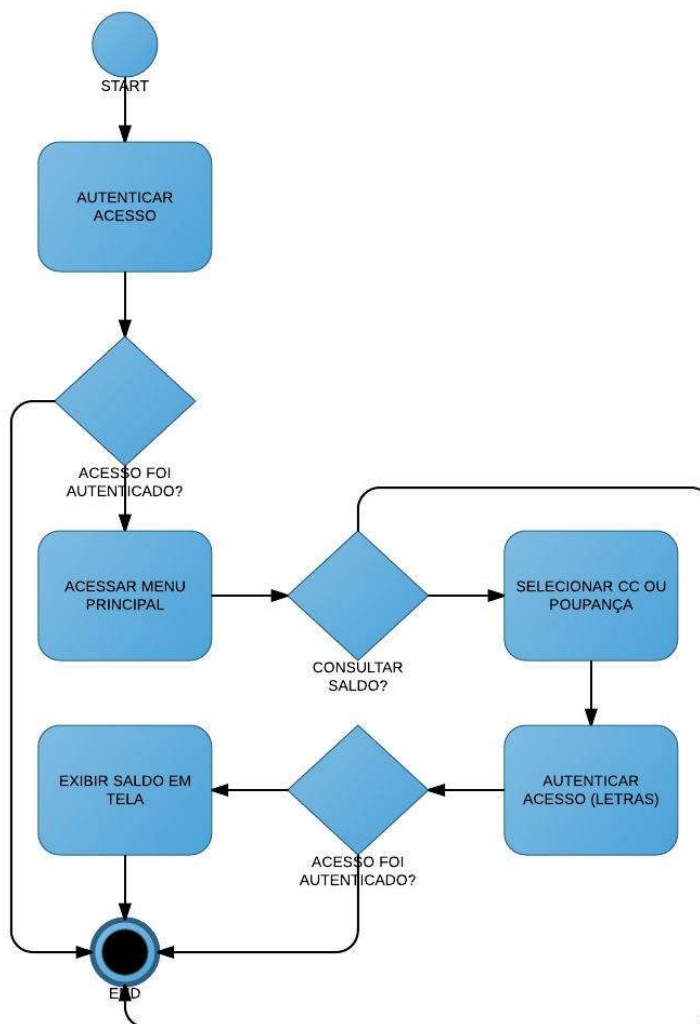 START
AUTENTICAR
ACESSO
ACESSO FOI
AUTENTICADO?
ACESSAR MENU
PRINCIPAL
CONSULTAR
SALDO?
SELECIONAR CC OU
POUPANÇA
AUTENTICAR
ACESSO (LETRAS)
ACESSO FOI
AUTENTICADO?
EXIBIR SALDO EM
TELA
END